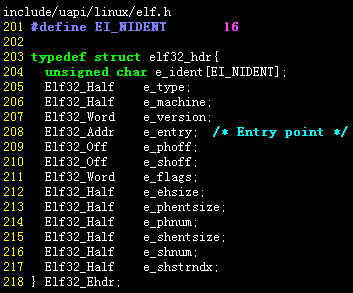 include/uapi/linux/elf.h
201 #define EI_NIDENT 16
202
203 typedef struct elf32_hdr{
204 unsigned char e_ident[EI_NIDENT];
205 Elf32_Half e_type;
206 Elf32_Half e_machine;
207 Elf32_Word e_version;
208 Elf32_Addr e_entry; /* Entry point */
209 Elf32_Off e_phoff;
210 Elf32_Off e_shoff;
211 Elf32_Word e_flags;
212 Elf32_Half e_ehsize;
213 Elf32_Half e_phentsize;
214 Elf32_Half e_phnum;
215 Elf32_Half e_shentsize;
216 Elf32_Half e_shnum;
217 Elf32_Half e_shstrndx;
218 } Elf32_Ehdr;